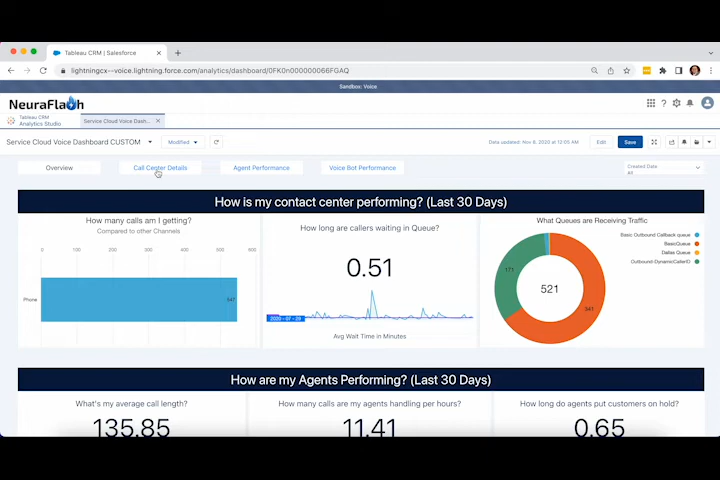 Tableau CRM | Salesforce
lightningcx--voice.lightning.force.com/analytics/dashboard/0FK0n000000066FGAQ
Sandbox: Voice
NeuraFlash
Tableau CRM
Analytics Studio
Service Cloud Voice Dash...
Service Cloud Voice Dashboard CUSTOM
Modified
Data updated: Nov 8, 2020 at 12:05 AM
Edit
Save
Overview
Call Center Details
Agent Performance
Voice Bot Performance
Created Date
All
How is my contact center performing? (Last 30 Days)
How many calls am I getting?
Compared to other Channels
0 100 200 300 400 500 600
Phone
547
How long are callers waiting in Queue?
0.51
Avg Wait Time in Minutes
What Queues are Receiving Traffic
Basic Outbound Callback queue
BasicQueue
Dallas Queue
Outbound-DynamicCallerID
171
521
341
How are my Agents Performing? (Last 30 Days)
What's my average call length?
135.85
How many calls are my agents handling per hours?
11.41
How long do agents put customers on hold?
0.65